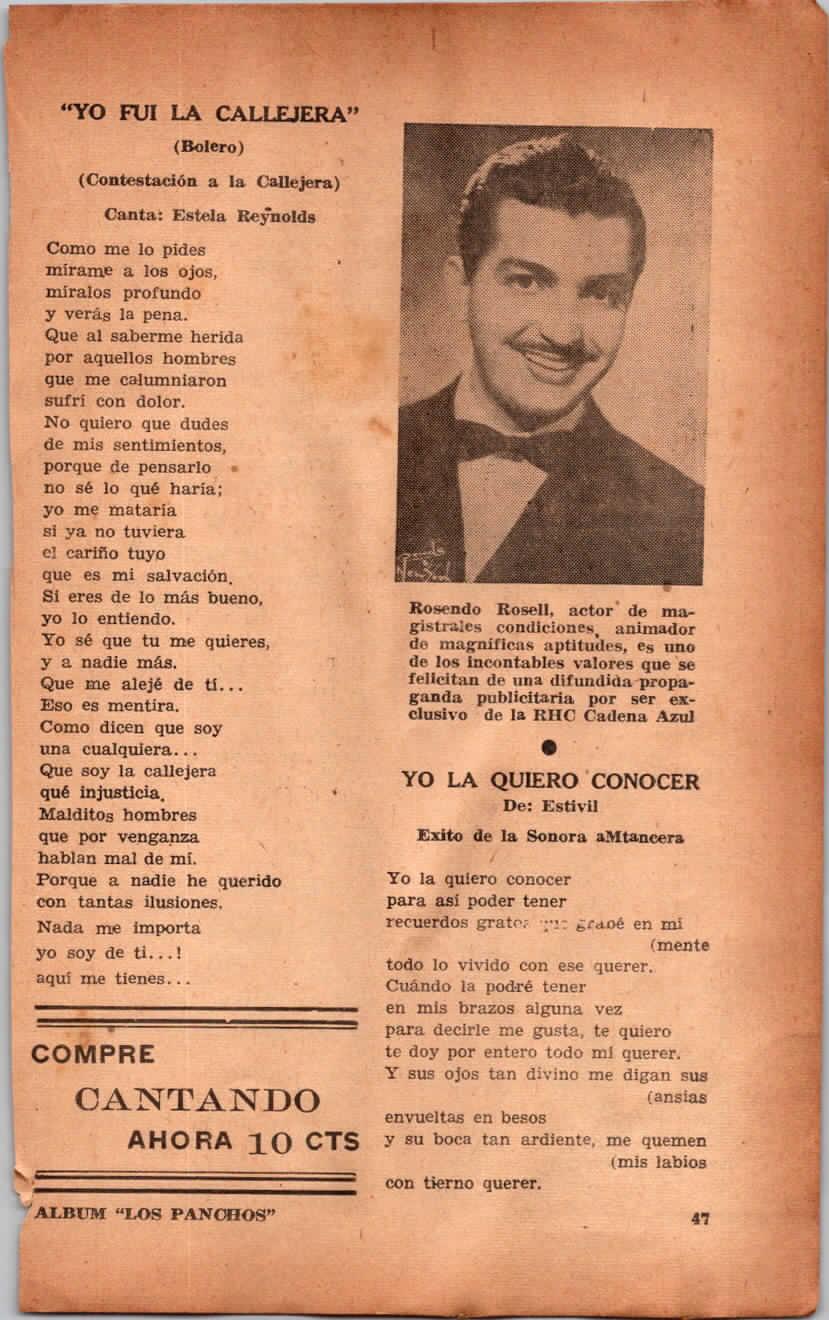 "YO FUI LA CALLEJERA"
(Bolero)
(Contestación a la Callejera)
Canta: Estela Reynolds
Como me lo pides
mírame a los ojos,
míralos profundo
y verás la pena.
Que al saberme herida
por aquellos hombres
que me calumniaron
sufrí con dolor.
No quiero que dudes
de mis sentimientos,
porque de pensarlo
no sé lo qué haría;
yo me mataría
si ya no tuviera
el cariño tuyo
que es mi salvación.
Si eres de lo más bueno,
yo lo entiendo.
Yo sé que tu me quieres,
y a nadie más.
Que me alejé de tí...
Eso es mentira.
Como dicen que soy
una cualquiera...
Que soy la callejera
qué injusticia.
Malditos hombres
que por venganza
hablan mal de mí.
Porque a nadie he querido
con tantas ilusiones.
Nada me importa
yo soy de ti...!
aquí me tienes...
COMPRE
CANTANDO
AHORA 10 CTS
ALBUM "LOS PANCHOS"
Rosendo Rosell, actor de ma-
gistrales condiciones, animador
de magníficas aptitudes, es uno
de los incontables valores que se
felicitan de una difundida propa-
ganda publicitaria por ser ex-
clusivo de la RHC Cadena Azul
YO LA QUIERO CONOCER
De: Estivil
Exito de la Sonora aMtancera
Yo la quiero conocer
para así poder tener
recuerdos gratos que grabé en mi
(mente
todo lo vivido con ese querer.
Cuándo la podré tener
en mis brazos alguna vez
para decirle me gusta, te quiero
te doy por entero todo mi querer.
Y sus ojos tan divino me digan sus
(ansias
envueltas en besos
y su boca tan ardiente, me quemen
(mis labios
con tierno querer.
47